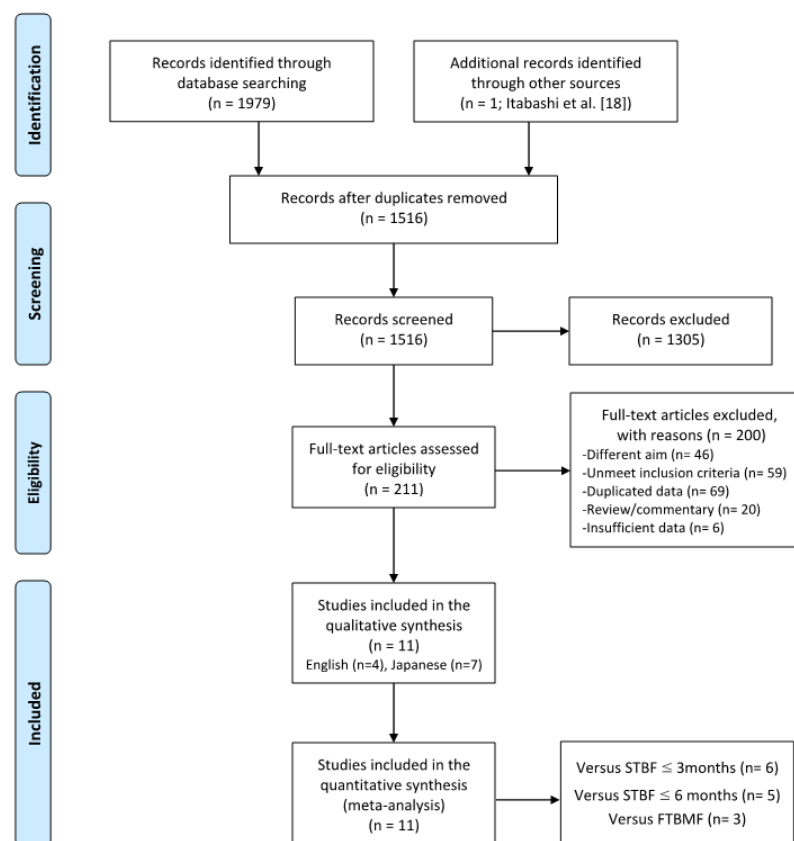 Identification
Records identified through
database searching
(n = 1979)
Additional records identified
through other sources
(n = 1; Itabashi et al. [18])
Records after duplicates removed
(n = 1516)
Screening
Records screened
(n = 1516)
Records excluded
(n = 1305)
Eligibility
Full-text articles assessed
for eligibility
(n = 211)
Full-text articles excluded,
with reasons (n = 200)
-Different aim (n= 46)
-Unmeet inclusion criteria (n= 59)
-Duplicated data (n= 69)
-Review/commentary (n= 20)
-Insufficient data (n= 6)
Included
Studies included in the
qualitative synthesis
(n = 11)
English (n=4), Japanese (n=7)
Studies included in the
quantitative synthesis
(meta-analysis)
(n = 11)
Versus STBF ≤ 3months (n= 6)
Versus STBF ≤ 6 months (n= 5)
Versus FTBMF (n= 3)